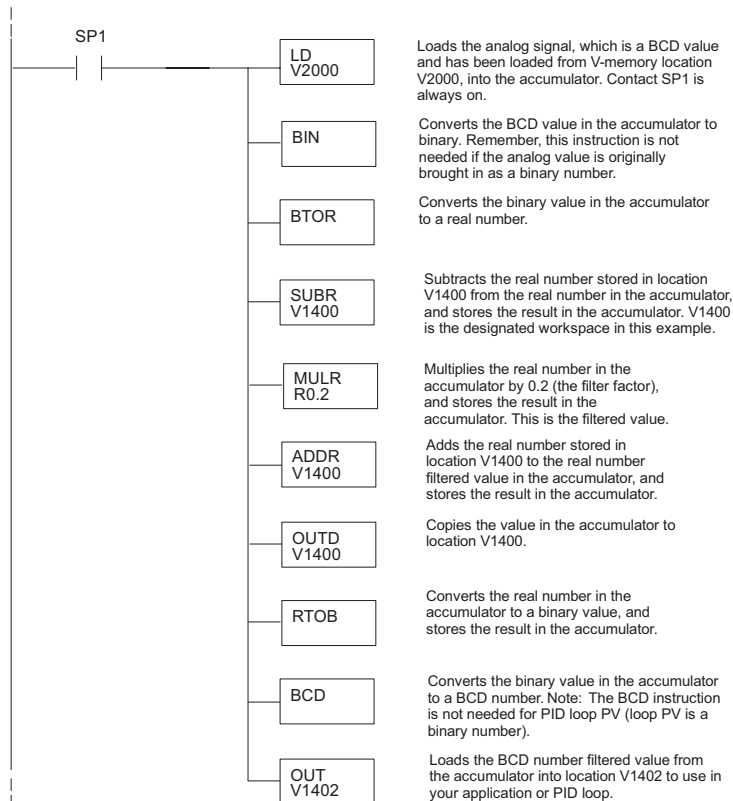 SP1
LD
V2000
Loads the analog signal, which is a BCD value
and has been loaded from V-memory location
V2000, into the accumulator. Contact SP1 is
always on.
BIN
Converts the BCD value in the accumulator to
binary. Remember, this instruction is not
needed if the analog value is originally
brought in as a binary number.
BTOR
Converts the binary value in the accumulator
to a real number.
SUBR
V1400
Subtracts the real number stored in location
V1400 from the real number in the accumulator,
and stores the result in the accumulator. V1400
is the designated workspace in this example.
MULR
R0.2
Multiplies the real number in the
accumulator by 0.2 (the filter factor),
and stores the result in the
accumulator. This is the filtered value.
ADDR
V1400
Adds the real number stored in
location V1400 to the real number
filtered value in the accumulator, and
stores the result in the accumulator.
OUTD
V1400
Copies the value in the accumulator to
location V1400.
RTOB
Converts the real number in the
accumulator to a binary value, and
stores the result in the accumulator.
BCD
Converts the binary value in the accumulator
to a BCD number. Note: The BCD instruction
is not needed for PID loop PV (loop PV is a
binary number).
OUT
V1402
Loads the BCD number filtered value from
the accumulator into location V1402 to use in
your application or PID loop.